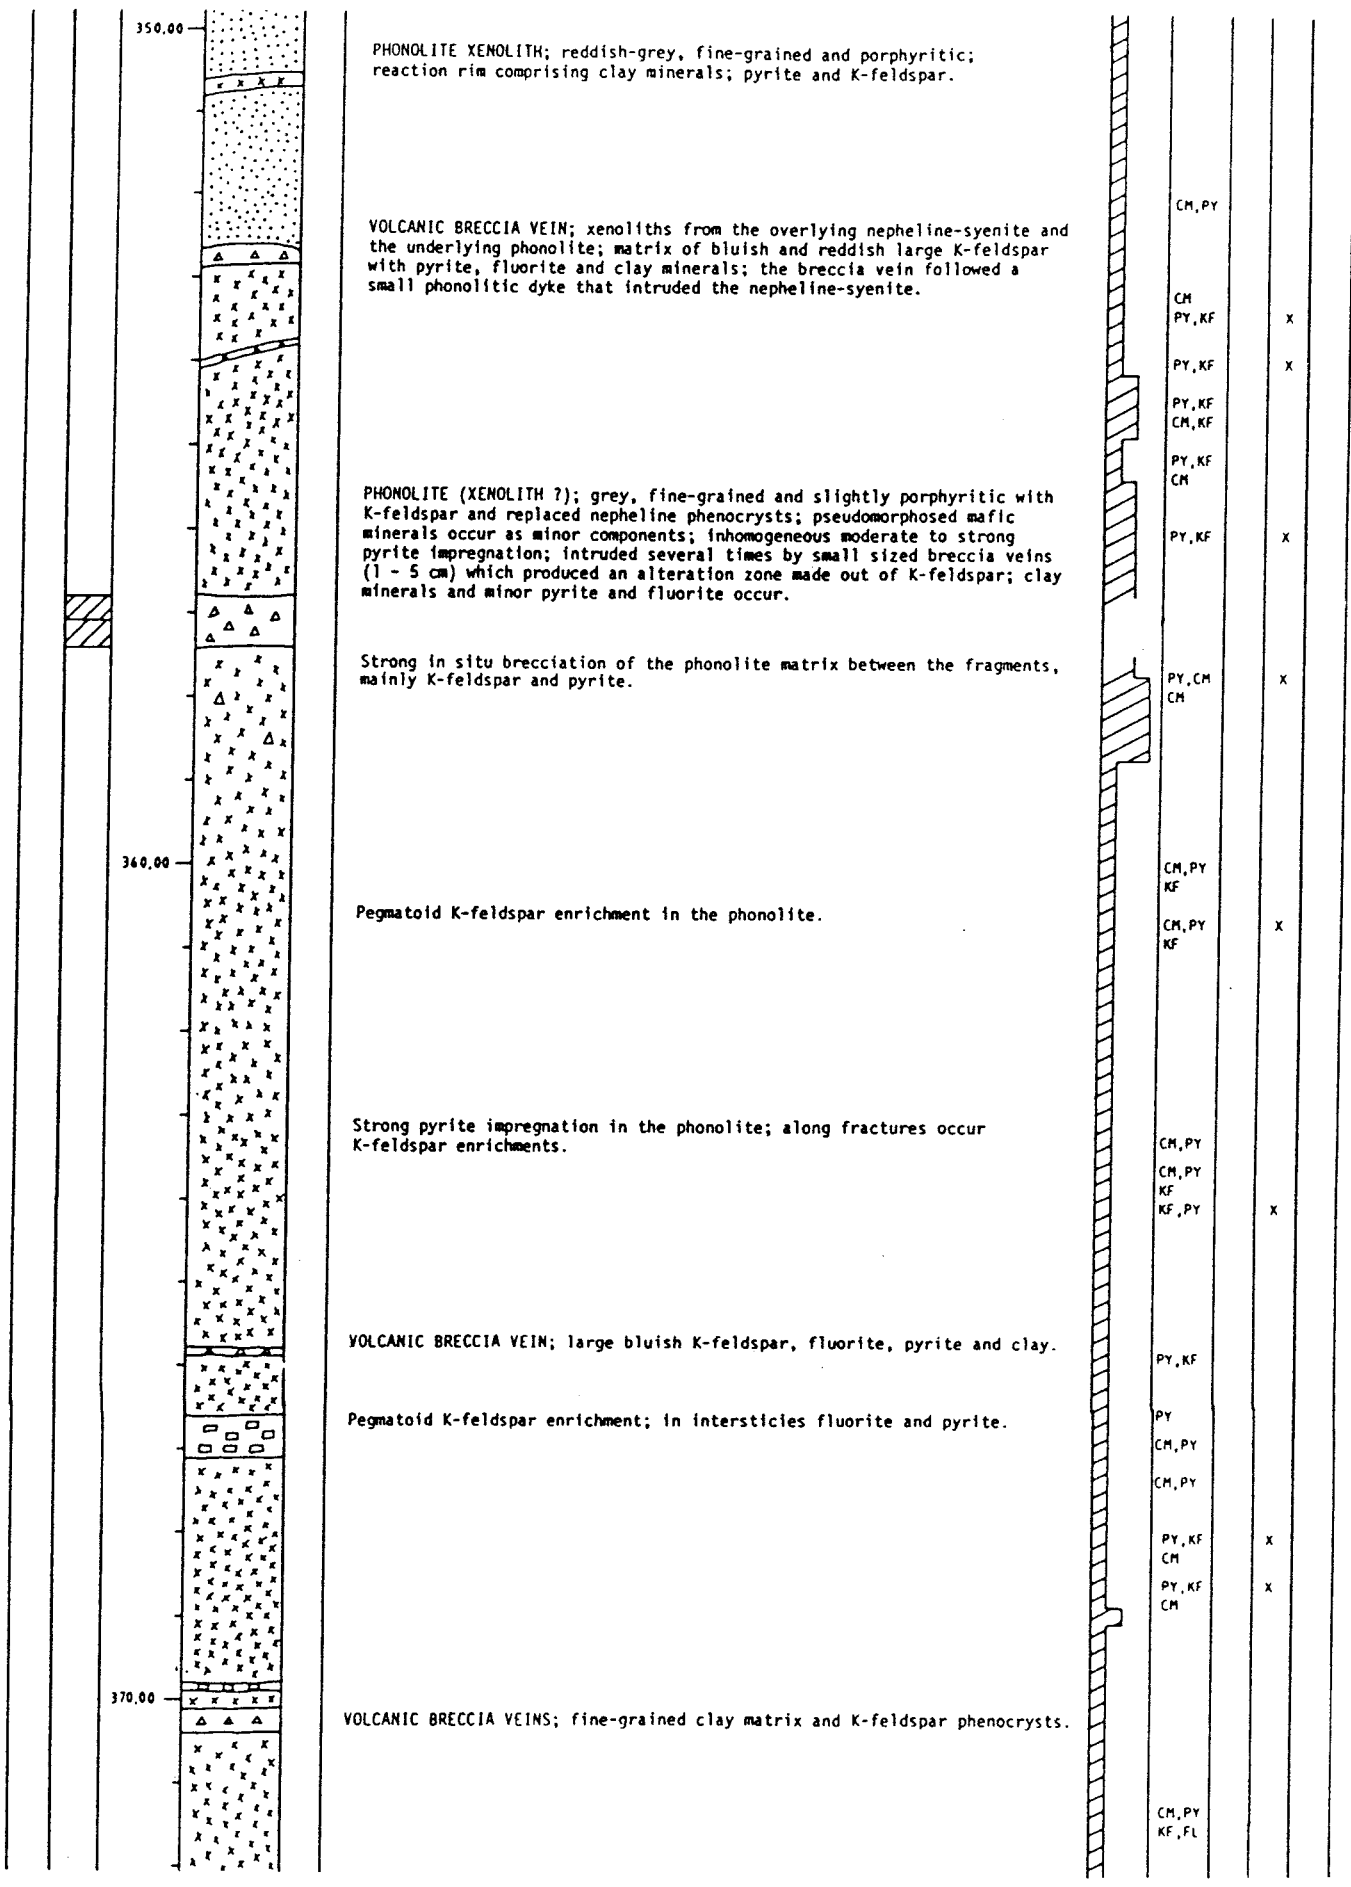 350,00
PHONOLITE XENOLITH; reddish-grey, fine-grained and porphyritic;
reaction rim comprising clay minerals; pyrite and K-feldspar.
CM,PY
VOLCANIC BRECCIA VEIN; xenoliths from the overlying nepheline-syenite and
the underlying phonolite; matrix of bluish and reddish large K-feldspar
with pyrite, fluorite and clay minerals; the breccia vein followed a
small phonolitic dyke that intruded the nepheline-syenite.
CM
PY,KF X
PY,KF X
PY,KF
CM,KF
PY,KF
CM
PHONOLITE (XENOLITH ?); grey, fine-grained and slightly porphyritic with
K-feldspar and replaced nepheline phenocrysts; pseudomorphosed mafic
minerals occur as minor components; inhomogeneous moderate to strong
pyrite impregnation; intruded several times by small sized breccia veins
(1 - 5 cm) which produced an alteration zone made out of K-feldspar; clay
minerals and minor pyrite and fluorite occur.
PY,KF X
Strong in situ brecciation of the phonolite matrix between the fragments,
mainly K-feldspar and pyrite.
PY,CM X
CM
360,00
CM,PY
KF
Pegmatoid K-feldspar enrichment in the phonolite.
CM,PY X
KF
Strong pyrite impregnation in the phonolite; along fractures occur
K-feldspar enrichments.
CM,PY
CM,PY
KF
KF,PY X
VOLCANIC BRECCIA VEIN; large bluish K-feldspar, fluorite, pyrite and clay.
PY,KF
Pegmatoid K-feldspar enrichment; in intersticies fluorite and pyrite.
PY
CM,PY
CM,PY
PY,KF X
CM
PY,KF X
CM
370,00
VOLCANIC BRECCIA VEINS; fine-grained clay matrix and K-feldspar phenocrysts.
CM,PY
KF,FL